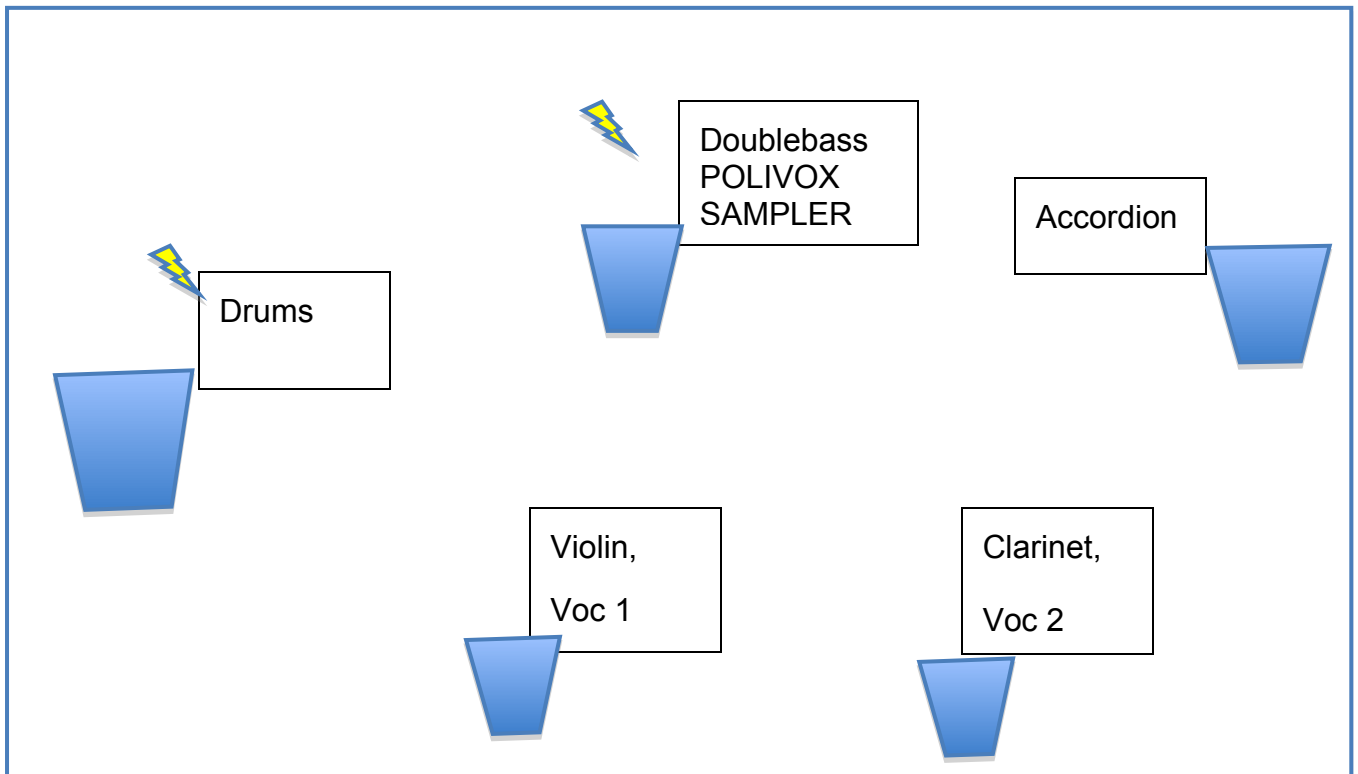 Doublebass
POLIVOX
SAMPLER
Accordion
Drums
Violin,
Voc 1
Clarinet,
Voc 2